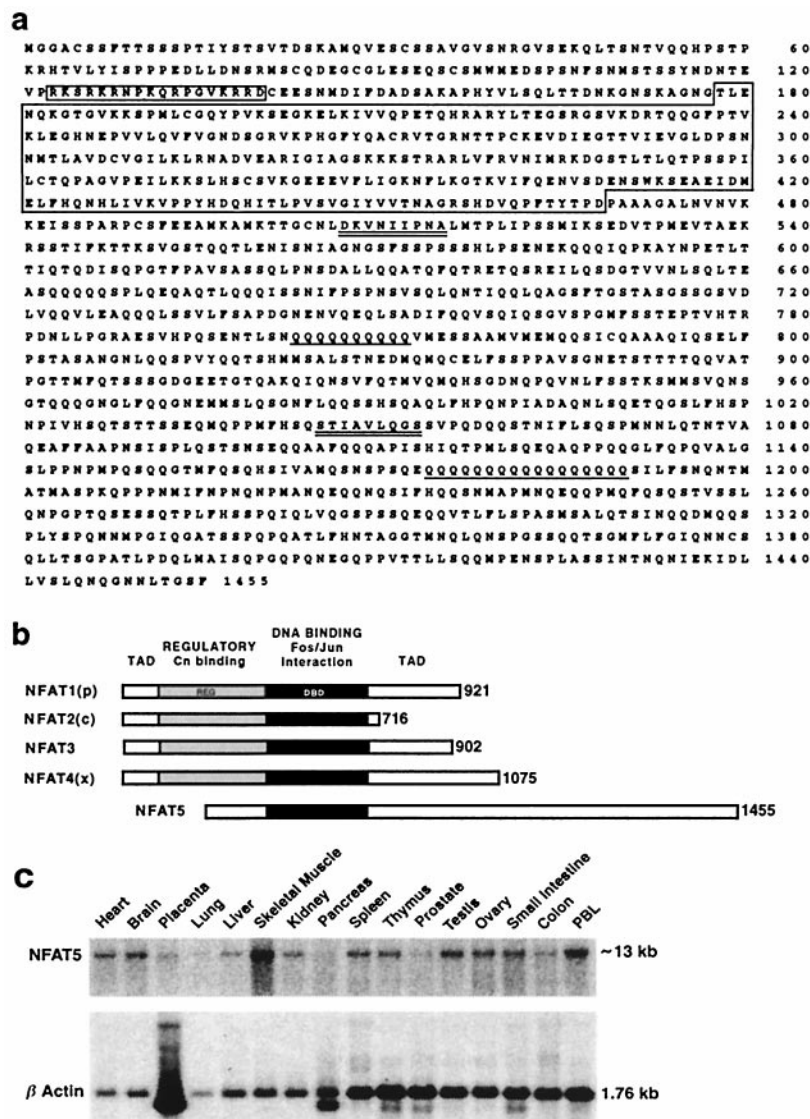 a
MGGACSSFTTSSSPTIYSTSVTDSKAMQVESCSSAVGVSNRGVSEKQLTSNTVQQHPSTP 60
KRHTVLYISPPPEDLLDNSRMSCQDEGCGLESEQSCSMWMEDSPSNFSNMSTSSYNDNTE 120
VPRKSRKRNPKQRPGVKRRDCEESNMDIFDADSAKAPHYVLSQLTTDNKGNSKAGNGTLE 180
NQKGTGVKKSPMLCGQYPVKSEGKELKIVVQPETQHRARYLTEGSRGSVKDRTQQGFPTV 240
KLEGHNEPVVLQVFVGNDSGRVKPHGFYQACRVTGRNTTPCKEVDIEGTTVIEVGLDPSN 300
NMTLAVDCVGILKLRNADVEARIGIAGSKKKSTRARLVFRVNIMRKDGSTLTLQTPSSPI 360
LCTQPAGVPEILKKSLHSCSVKGEEEVFLIGKNFLKGTKVIFQENVSDENSWKSEAEIDM 420
ELFHQNHLIVKVPPYHDQHITLPVSVGIYVVTNAGRSHDVQPFTYTPDPAAAGALNVNVK 480
KEISSPARPCSFEEAMKAMKTTGCNLDKVNIIPNALMTPLIPSSMIKSEDVTPMEVTAEK 540
RSSTIFKTTKSVGSTQQTLENISNIAGNGSFSSPSSSHLPSENEKQQQIQPKAYNPETLT 600
TIQTQDISQPGTFPAVSASSQLPNSDALLQQATQFQTRETQSREILQSDGTVVNLSQLTE 660
ASQQQQQSPLQEQAQTLQQQISSNIFPSPNSVSQLQNTIQQLQAGSFTGSTASGSSGSVD 720
LVQQVLEAQQQLSSVLFSAPDGNENVQEQLSADIFQQVSQIQSGVSPGMFSSTEPTVHTR 780
PDNLLPGRAESVHPQSENTLSNQQQQQQQQQQVMESSAAMVMEMQQSICQAAAQIQSELF 800
PSTASANGNLQQSPVYQQTSHMMSALSTNEDMQMQCELFSSPPAVSGNETSTTTTQQVAT 900
PGTTMFQTSSSGDGEETGTQAKQIQNSVFQTMVQMQHSGDNQPQVNLFSSTKSMMSVQNS 960
GTQQQGNGLFQQGNEMMSLQSGNFLQQSSHSQAQLFHPQNPIADAQNLSQETQGSLFHSP 1020
NPIVHSQTSTTSSEQMQPPMFHSQSTIAVLQGSSVPQDQQSTNIFLSQSPMNNLQTNTVA 1080
QEAFFAAPNSISPLQSTSNSEQQAAFQQQAPISHIQTPMLSQEQAQPPQQGLFQPQVALG 1140
SLPPNPMPQSQQGTMFQSQHSIVAMQSNSPSQEQQQQQQQQQQQQQQQQQSILFSNQNTM 1200
ATMASPKQPPPNMIFNPNQNPMANQEQQNQSIFHQQSNMAPMNQEQQPMQFQSQSTVSSL 1260
QNPGPTQSESSQTPLFHSSPQIQLVQGSPSSQEQQVTLFLSPASMSALQTSINQQDMQQS 1320
PLYSPQNNMPGIQGATSSPQPQATLFHNTAGGTMNQLQNSPGSSQQTSGMFLFGIQNNCS 1380
QLLTSGPATLPDQLMAISQPGQPQNEGQPPVTTLLSQQMPENSPLASSINTNQNIEKIDL 1440
LVSLQNQGNNLTGSF 1455
b
TAD REGULATORY Cn binding DNA BINDING Fos/Jun Interaction TAD
NFAT1(p) REG DBD 921
NFAT2(c) 716
NFAT3 902
NFAT4(x) 1075
NFAT5 1455
c
Heart Brain Placenta Lung Liver Skeletal Muscle Kidney Pancreas Spleen Thymus Prostate Testis Ovary Small Intestine Colon PBL
NFAT5 ~13 kb
β Actin 1.76 kb